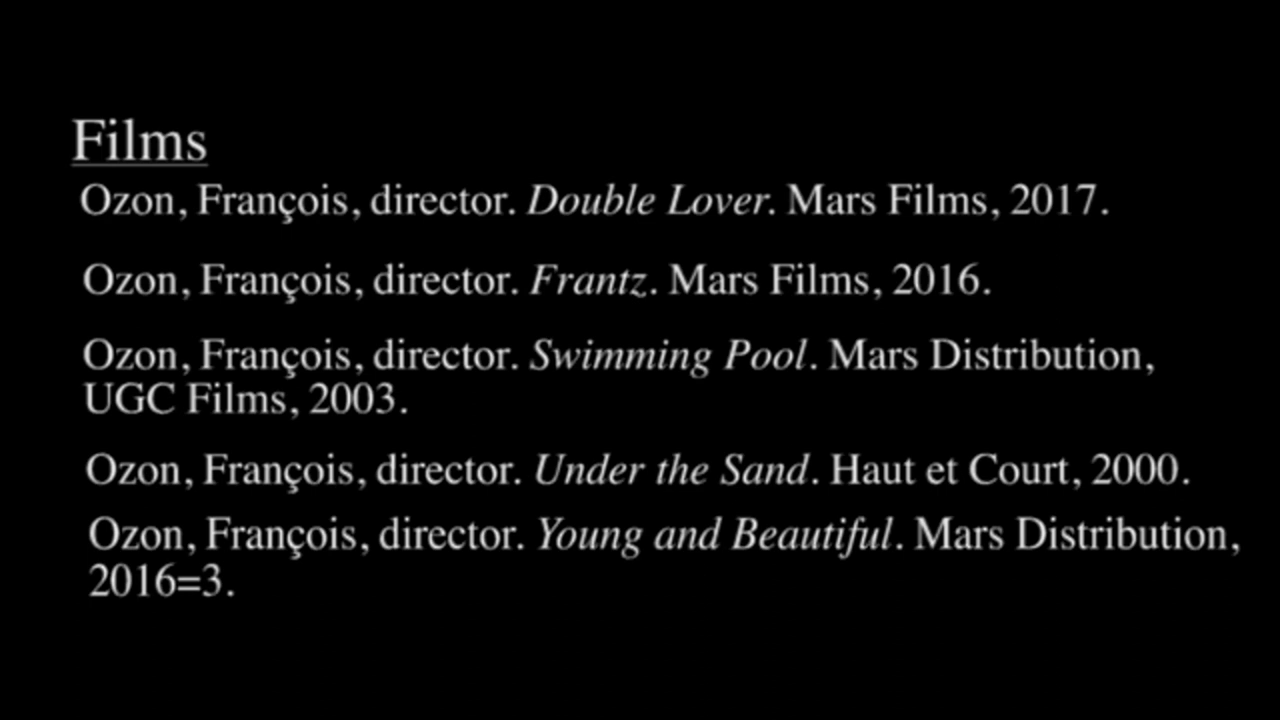 Films
Ozon, François, director. Double Lover. Mars Films, 2017.
Ozon, François, director. Frantz. Mars Films, 2016.
Ozon, François, director. Swimming Pool. Mars Distribution,
UGC Films, 2003.
Ozon, François, director. Under the Sand. Haut et Court, 2000.
Ozon, François, director. Young and Beautiful. Mars Distribution,
2016=3.